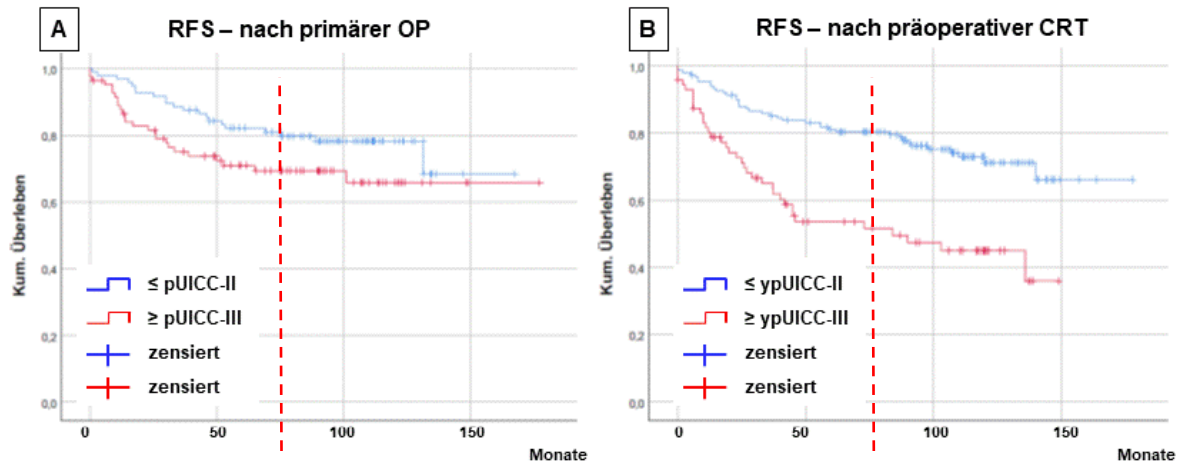 A
RFS – nach primärer OP
Kum. Überleben
1,0
0,8
0,6
0,4
0,2
0,0
≤ pUICC-II
≥ pUICC-III
zensiert
zensiert
0 50 100 150
Monate
B
RFS – nach präoperativer CRT
Kum. Überleben
1,0
0,8
0,6
0,4
0,2
0,0
≤ ypUICC-II
≥ ypUICC-III
zensiert
zensiert
0 50 100 150
Monate